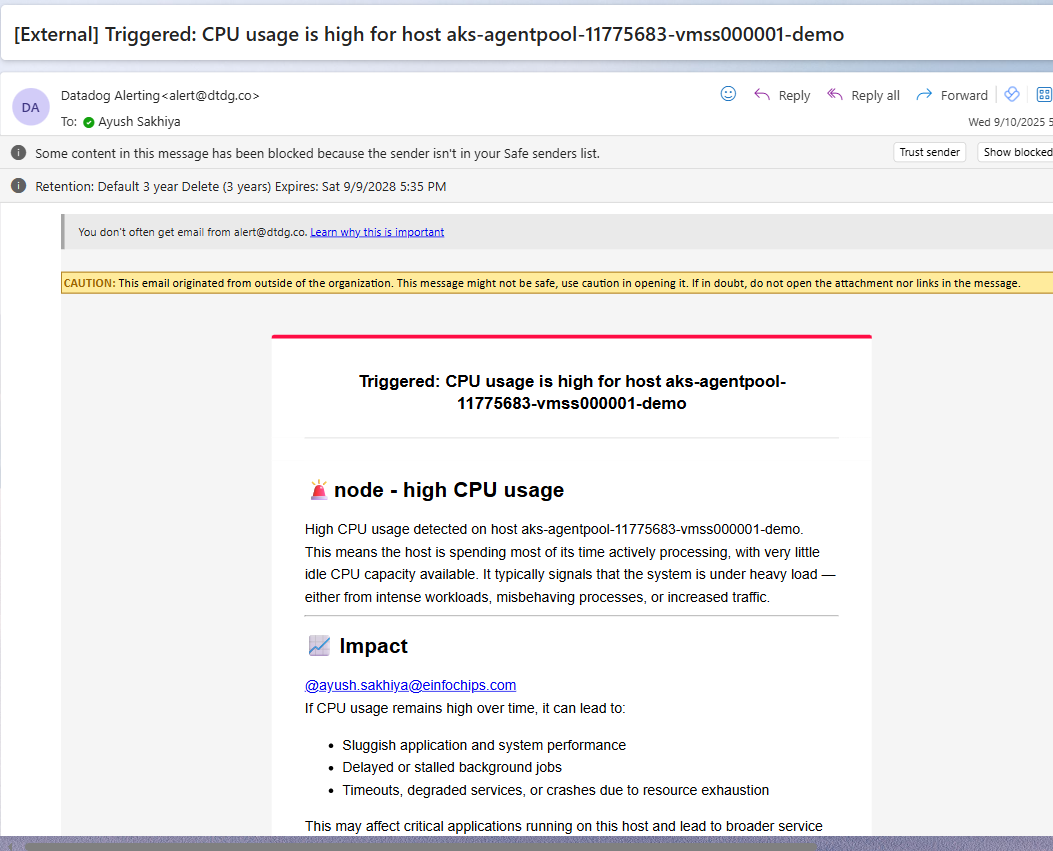 [External] Triggered: CPU usage is high for host aks-agentpool-11775683-vmss000001-demo
DA
Datadog Alerting<alert@dtdg.co>
Reply
Reply all
Forward
To: Ayush Sakhiya
Wed 9/10/2025 5
Some content in this message has been blocked because the sender isn't in your Safe senders list.
Trust sender
Show blocked
Retention: Default 3 year Delete (3 years) Expires: Sat 9/9/2028 5:35 PM
You don't often get email from alert@dtdg.co. Learn why this is important
CAUTION: This email originated from outside of the organization. This message might not be safe, use caution in opening it. If in doubt, do not open the attachment nor links in the message.
Triggered: CPU usage is high for host aks-agentpool-
11775683-vmss000001-demo
node - high CPU usage
High CPU usage detected on host aks-agentpool-11775683-vmss000001-demo.
This means the host is spending most of its time actively processing, with very little
idle CPU capacity available. It typically signals that the system is under heavy load —
either from intense workloads, misbehaving processes, or increased traffic.
Impact
@ayush.sakhiya@einfochips.com
If CPU usage remains high over time, it can lead to:
• Sluggish application and system performance
• Delayed or stalled background jobs
• Timeouts, degraded services, or crashes due to resource exhaustion
This may affect critical applications running on this host and lead to broader service